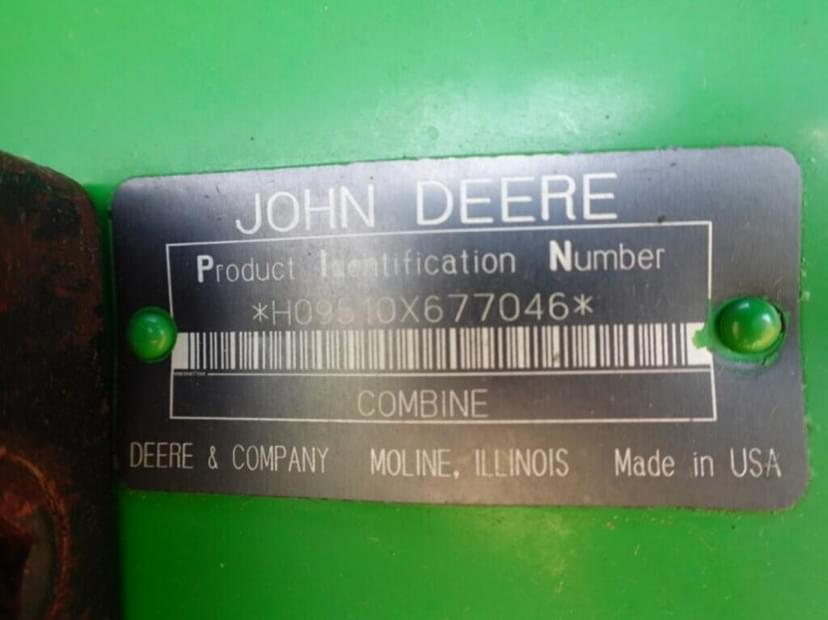 JOHN DEERE
Product Identification Number
*H09510X677046*
COMBINE
DEERE & COMPANY MOLINE, ILLINOIS Made in USA